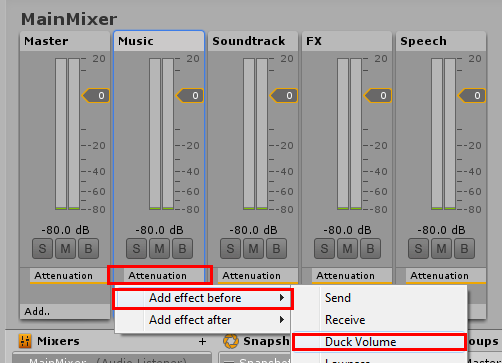 MainMixer
Master Music Soundtrack FX Speech
20 20 20 20 20
0 0 0 0 0
-20 -20 -20 -20 -20
-40 -40 -40 -40 -40
-60 -60 -60 -60 -60
-80 -80 -80 -80 -80
-80.0 dB -80.0 dB -80.0 dB -80.0 dB -80.0 dB
S M B S M B S M B S M B S M B
Attenuation Attenuation Attenuation Attenuation Attenuation
Add effect before Send
Add.. Add effect after Receive
Mixers + Snapsh Duck Volume oups
MainMixer (Audio Listener) Snapsho